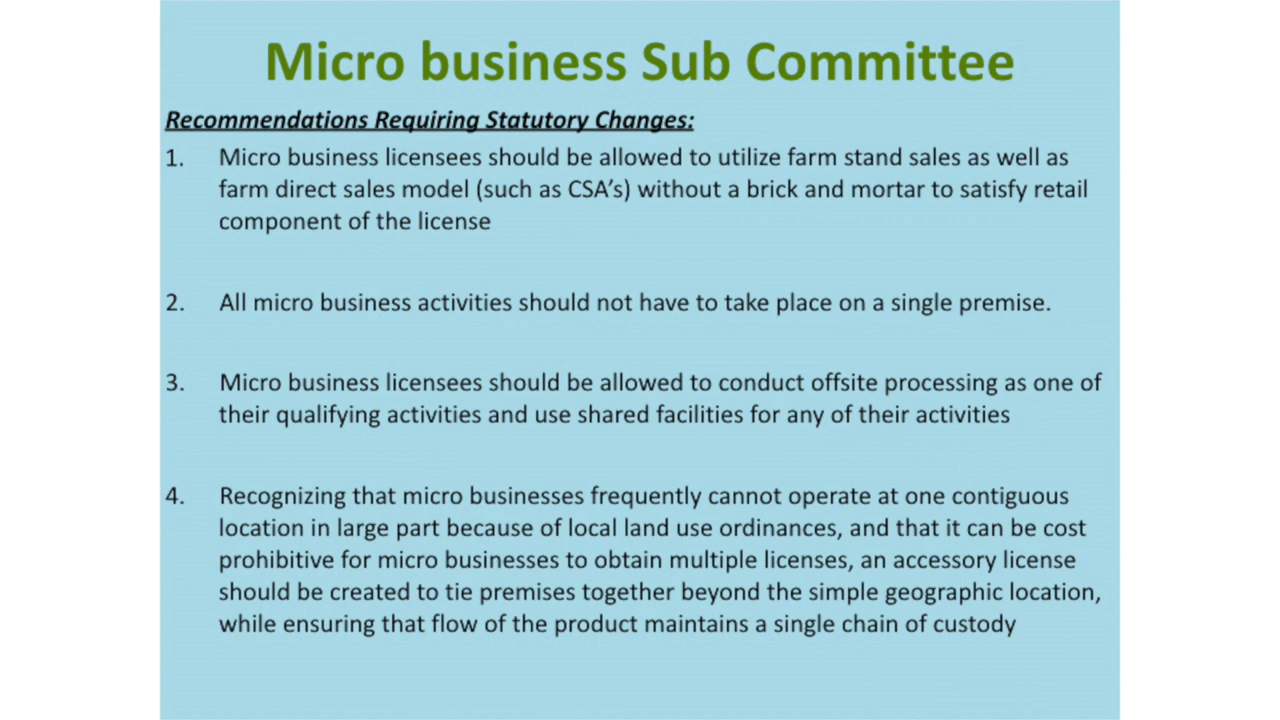 Micro business Sub Committee
Recommendations Requiring Statutory Changes:
1. Micro business licensees should be allowed to utilize farm stand sales as well as
farm direct sales model (such as CSA’s) without a brick and mortar to satisfy retail
component of the license
2. All micro business activities should not have to take place on a single premise.
3. Micro business licensees should be allowed to conduct offsite processing as one of
their qualifying activities and use shared facilities for any of their activities
4. Recognizing that micro businesses frequently cannot operate at one contiguous
location in large part because of local land use ordinances, and that it can be cost
prohibitive for micro businesses to obtain multiple licenses, an accessory license
should be created to tie premises together beyond the simple geographic location,
while ensuring that flow of the product maintains a single chain of custody